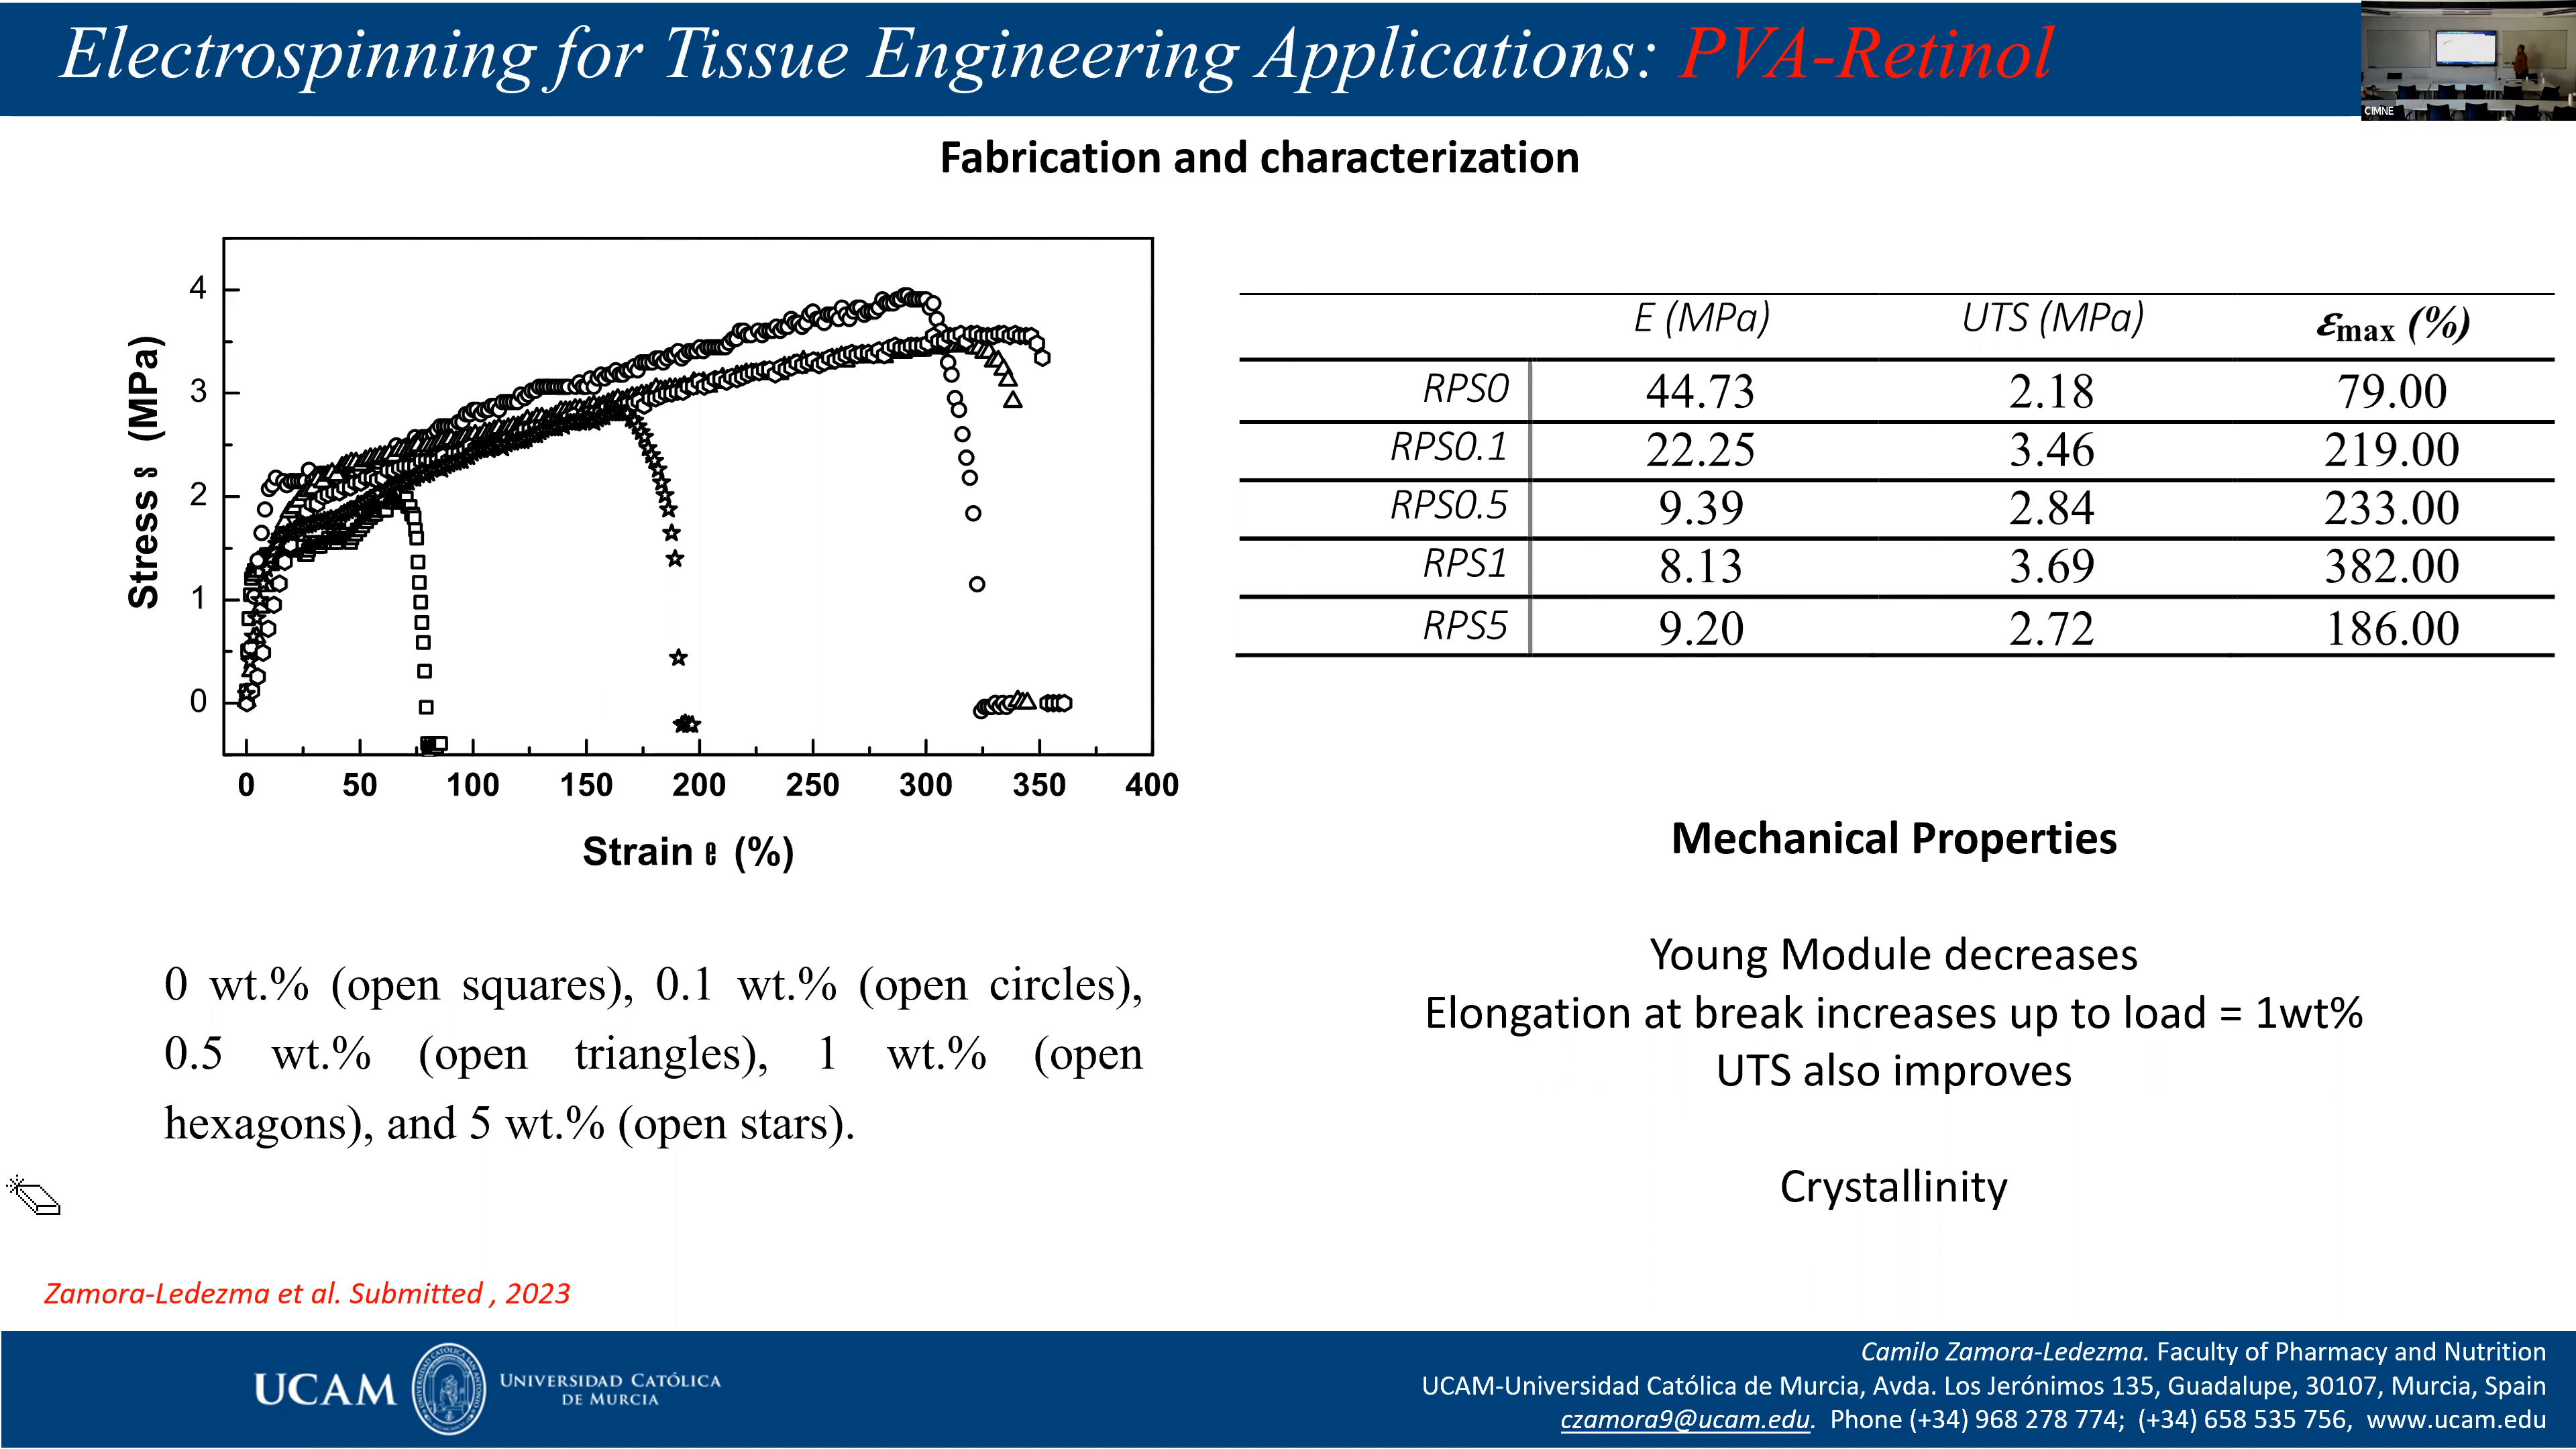 Electrospinning for Tissue Engineering Applications: PVA-Retinol
CIMNE
Fabrication and characterization
4
3
2
1
0
Stress s (MPa)
0 50 100 150 200 250 300 350 400
Strain e (%)
E (MPa) UTS (MPa) εmax (%)
RPS0 44.73 2.18 79.00
RPS0.1 22.25 3.46 219.00
RPS0.5 9.39 2.84 233.00
RPS1 8.13 3.69 382.00
RPS5 9.20 2.72 186.00
0 wt.% (open squares), 0.1 wt.% (open circles),
0.5 wt.% (open triangles), 1 wt.% (open
hexagons), and 5 wt.% (open stars).
Mechanical Properties
Young Module decreases
Elongation at break increases up to load = 1wt%
UTS also improves
Crystallinity
Zamora-Ledezma et al. Submitted , 2023
UCAM
UNIVERSIDAD CATÓLICA
DE MURCIA
Camilo Zamora-Ledezma. Faculty of Pharmacy and Nutrition
UCAM-Universidad Católica de Murcia, Avda. Los Jerónimos 135, Guadalupe, 30107, Murcia, Spain
czamora9@ucam.edu. Phone (+34) 968 278 774; (+34) 658 535 756, www.ucam.edu